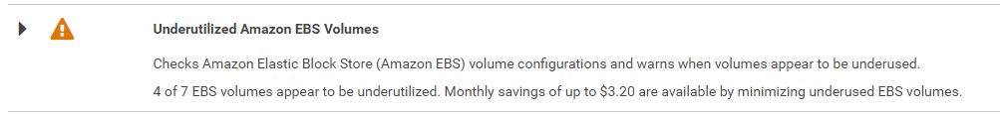 Underutilized Amazon EBS Volumes
Checks Amazon Elastic Block Store (Amazon EBS) volume configurations and warns when volumes appear to be underused.
4 of 7 EBS volumes appear to be underutilized. Monthly savings of up to $3.20 are available by minimizing underused EBS volumes.